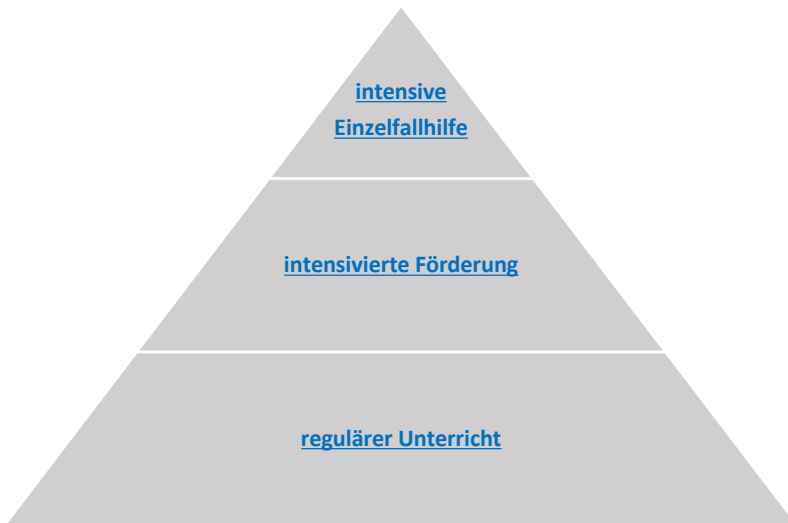 intensive
Einzelfallhilfe
intensivierte Förderung
regulärer Unterricht